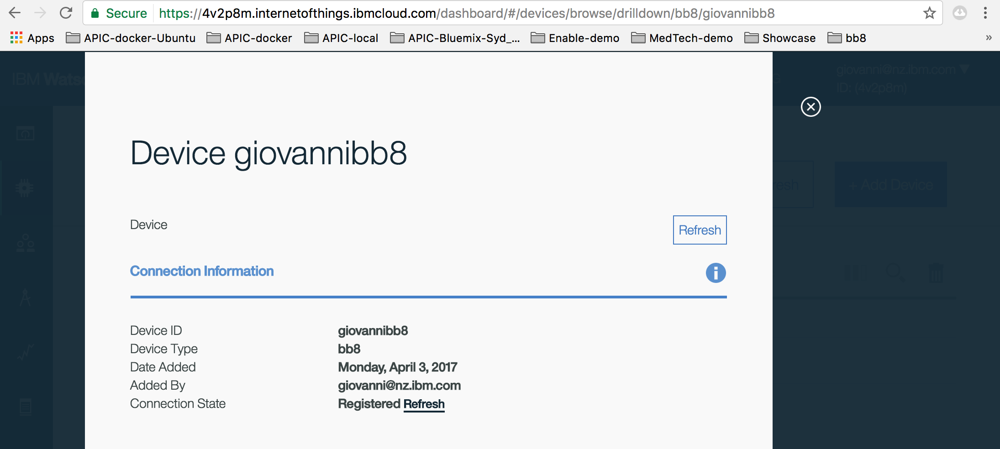 Secure https://4v2p8m.internetofthings.ibmcloud.com/dashboard/#/devices/browse/drilldown/bb8/giovannibb8
Apps APIC-docker-Ubuntu APIC-docker APIC-local APIC-Bluemix-Syd_... Enable-demo MedTech-demo Showcase bb8 »
IBM Wats
giovanni@nz.ibm.com
ID: (4v2p8m)
Device giovannibb8
resh
+ Add Device
Device
Refresh
Connection Information
Device ID giovannibb8
Device Type bb8
Date Added Monday, April 3, 2017
Added By giovanni@nz.ibm.com
Connection State Registered Refresh